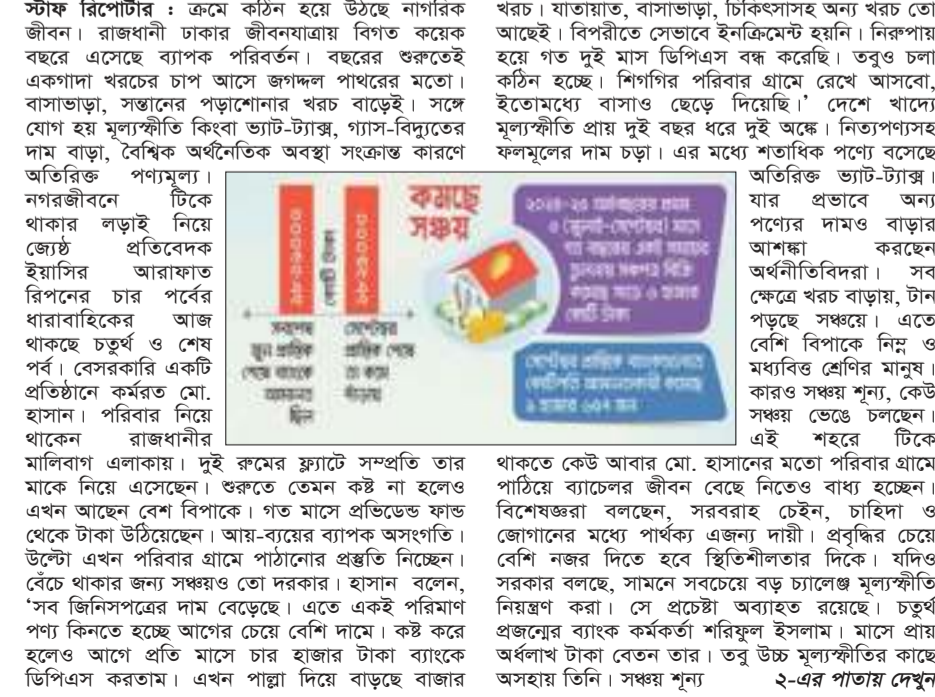 স্টাফ রিপোর্টার : ক্রমে কঠিন হয়ে উঠছে নাগরিক
জীবন। রাজধানী ঢাকার জীবনযাত্রায় বিগত কয়েক
বছরে এসেছে ব্যাপক পরিবর্তন। বছরের শুরুতেই
একগাদা খরচের চাপ আসে জগদ্দল পাথরের মতো।
বাসাভাড়া, সন্তানের পড়াশোনার খরচ বাড়েই। সঙ্গে
যোগ হয় মূল্যস্ফীতি কিংবা ভ্যাট-ট্যাক্স, গ্যাস-বিদ্যুতের
দাম বাড়া, বৈশ্বিক অর্থনৈতিক অবস্থা সংক্রান্ত কারণে
অতিরিক্ত পণ্যমূল্য।
নগরজীবনে টিকে
থাকার লড়াই নিয়ে
জ্যেষ্ঠ প্রতিবেদক
ইয়াসির আরাফাত
রিপনের চার পর্বের
ধারাবাহিকের আজ
থাকছে চতুর্থ ও শেষ
পর্ব। বেসরকারি একটি
প্রতিষ্ঠানে কর্মরত মো.
হাসান। পরিবার নিয়ে
থাকেন রাজধানীর
মালিবাগ এলাকায়। দুই রুমের ফ্ল্যাটে সম্প্রতি তার
মাকে নিয়ে এসেছেন। শুরুতে তেমন কষ্ট না হলেও
এখন আছেন বেশ বিপাকে। গত মাসে প্রভিডেন্ড ফান্ড
থেকে টাকা উঠিয়েছেন। আয়-ব্যয়ের ব্যাপক অসংগতি।
উল্টো এখন পরিবার গ্রামে পাঠানোর প্রস্তুতি নিচ্ছেন।
বেঁচে থাকার জন্য সঞ্চয়ও তো দরকার। হাসান বলেন,
‘সব জিনিসপত্রের দাম বেড়েছে। এতে একই পরিমাণ
পণ্য কিনতে হচ্ছে আগের চেয়ে বেশি দামে। কষ্ট করে
হলেও আগে প্রতি মাসে চার হাজার টাকা ব্যাংকে
ডিপিএস করতাম। এখন পাল্লা দিয়ে বাড়ছে বাজার
কমছে
সঞ্চয়
কোটি টাকা
সবশেষ
জুন প্রান্তিক
শেষে ব্যাংকে
আমানত
ছিল
সেপ্টেম্বর
প্রান্তিক শেষে
তা কমে
দাঁড়ায়
খরচ। যাতায়াত, বাসাভাড়া, চিকিৎসাসহ অন্য খরচ তো
আছেই। বিপরীতে সেভাবে ইনক্রিমেন্ট হয়নি। নিরুপায়
হয়ে গত দুই মাস ডিপিএস বন্ধ করেছি। তবুও চলা
কঠিন হচ্ছে। শিগগির পরিবার গ্রামে রেখে আসবো,
ইতোমধ্যে বাসাও ছেড়ে দিয়েছি।’ দেশে খাদ্যে
মূল্যস্ফীতি প্রায় দুই বছর ধরে দুই অঙ্কে। নিত্যপণ্যসহ
ফলমূলের দাম চড়া। এর মধ্যে শতাধিক পণ্যে বসেছে
অতিরিক্ত ভ্যাট-ট্যাক্স।
যার প্রভাবে অন্য
পণ্যের দামও বাড়ার
আশঙ্কা করছেন
অর্থনীতিবিদরা। সব
ক্ষেত্রে খরচ বাড়ায়, টান
পড়ছে সঞ্চয়ে। এতে
বেশি বিপাকে নিম্ন ও
মধ্যবিত্ত শ্রেণির মানুষ।
কারও সঞ্চয় শূন্য, কেউ
সঞ্চয় ভেঙে চলছেন।
এই শহরে টিকে
থাকতে কেউ আবার মো. হাসানের মতো পরিবার গ্রামে
পাঠিয়ে ব্যাচেলর জীবন বেছে নিতেও বাধ্য হচ্ছেন।
বিশেষজ্ঞরা বলছেন, সরবরাহ চেইন, চাহিদা ও
জোগানের মধ্যে পার্থক্য এজন্য দায়ী। প্রবৃদ্ধির চেয়ে
বেশি নজর দিতে হবে স্থিতিশীলতার দিকে। যদিও
সরকার বলছে, সামনে সবচেয়ে বড় চ্যালেঞ্জ মূল্যস্ফীতি
নিয়ন্ত্রণ করা। সে প্রচেষ্টা অব্যাহত রয়েছে। চতুর্থ
প্রজন্মের ব্যাংক কর্মকর্তা শরিফুল ইসলাম। মাসে প্রায়
অর্ধলাখ টাকা বেতন তার। তবু উচ্চ মূল্যস্ফীতির কাছে
অসহায় তিনি। সঞ্চয় শূন্য ২-এর পাতায় দেখুন